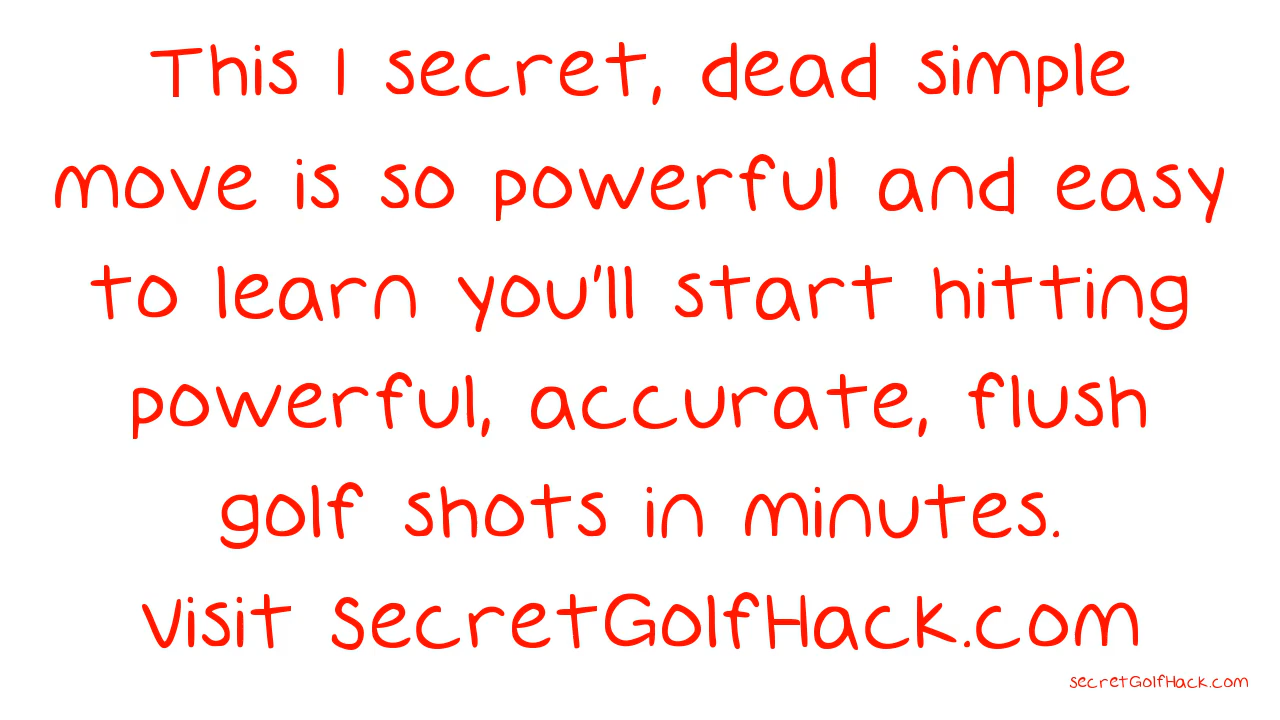 This 1 secret, dead simple
move is so powerful and easy
to learn you'll start hitting
powerful, accurate, flush
golf shots in minutes.
Visit SecretGolfHack.com
secretGolfHack.com